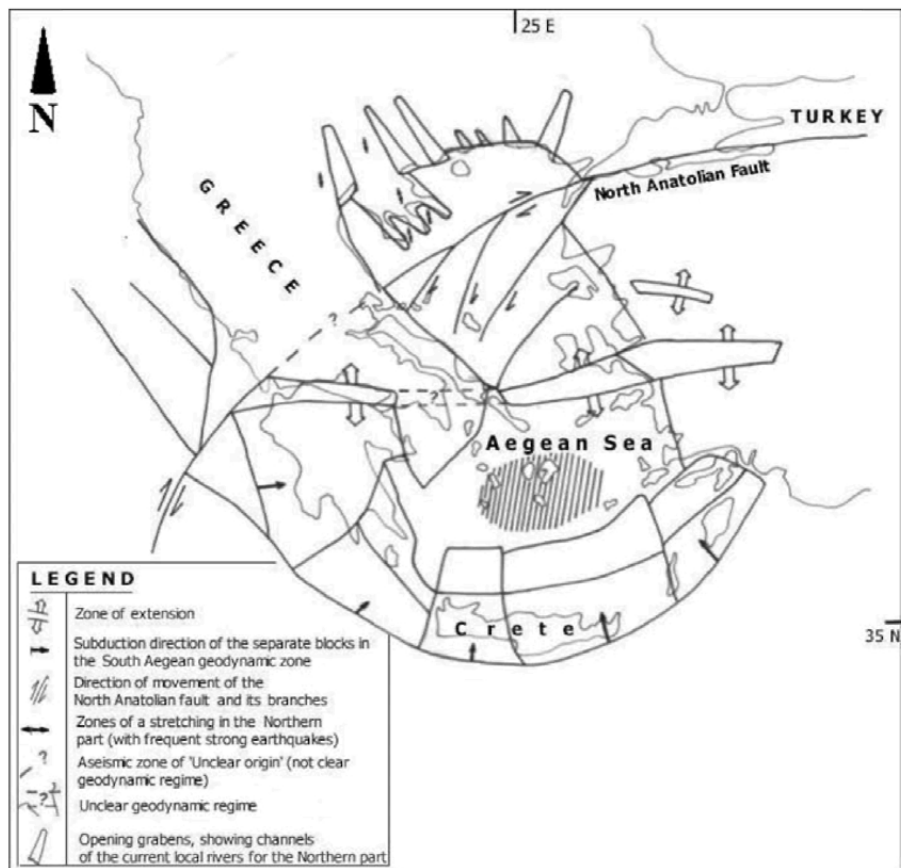 25 E
N
TURKEY
North Anatolian Fault
GREECE
?
?
Aegean Sea
Crete
35 N
LEGEND
Zone of extension
Subduction direction of the separate blocks in
the South Aegean geodynamic zone
Direction of movement of the
North Anatolian fault and its branches
Zones of a stretching in the Northern
part (with frequent strong earthquakes)
?
Aseismic zone of 'Unclear origin' (not clear
geodynamic regime)
?
Unclear geodynamic regime
Opening grabens, showing channels
of the current local rivers for the Northern part